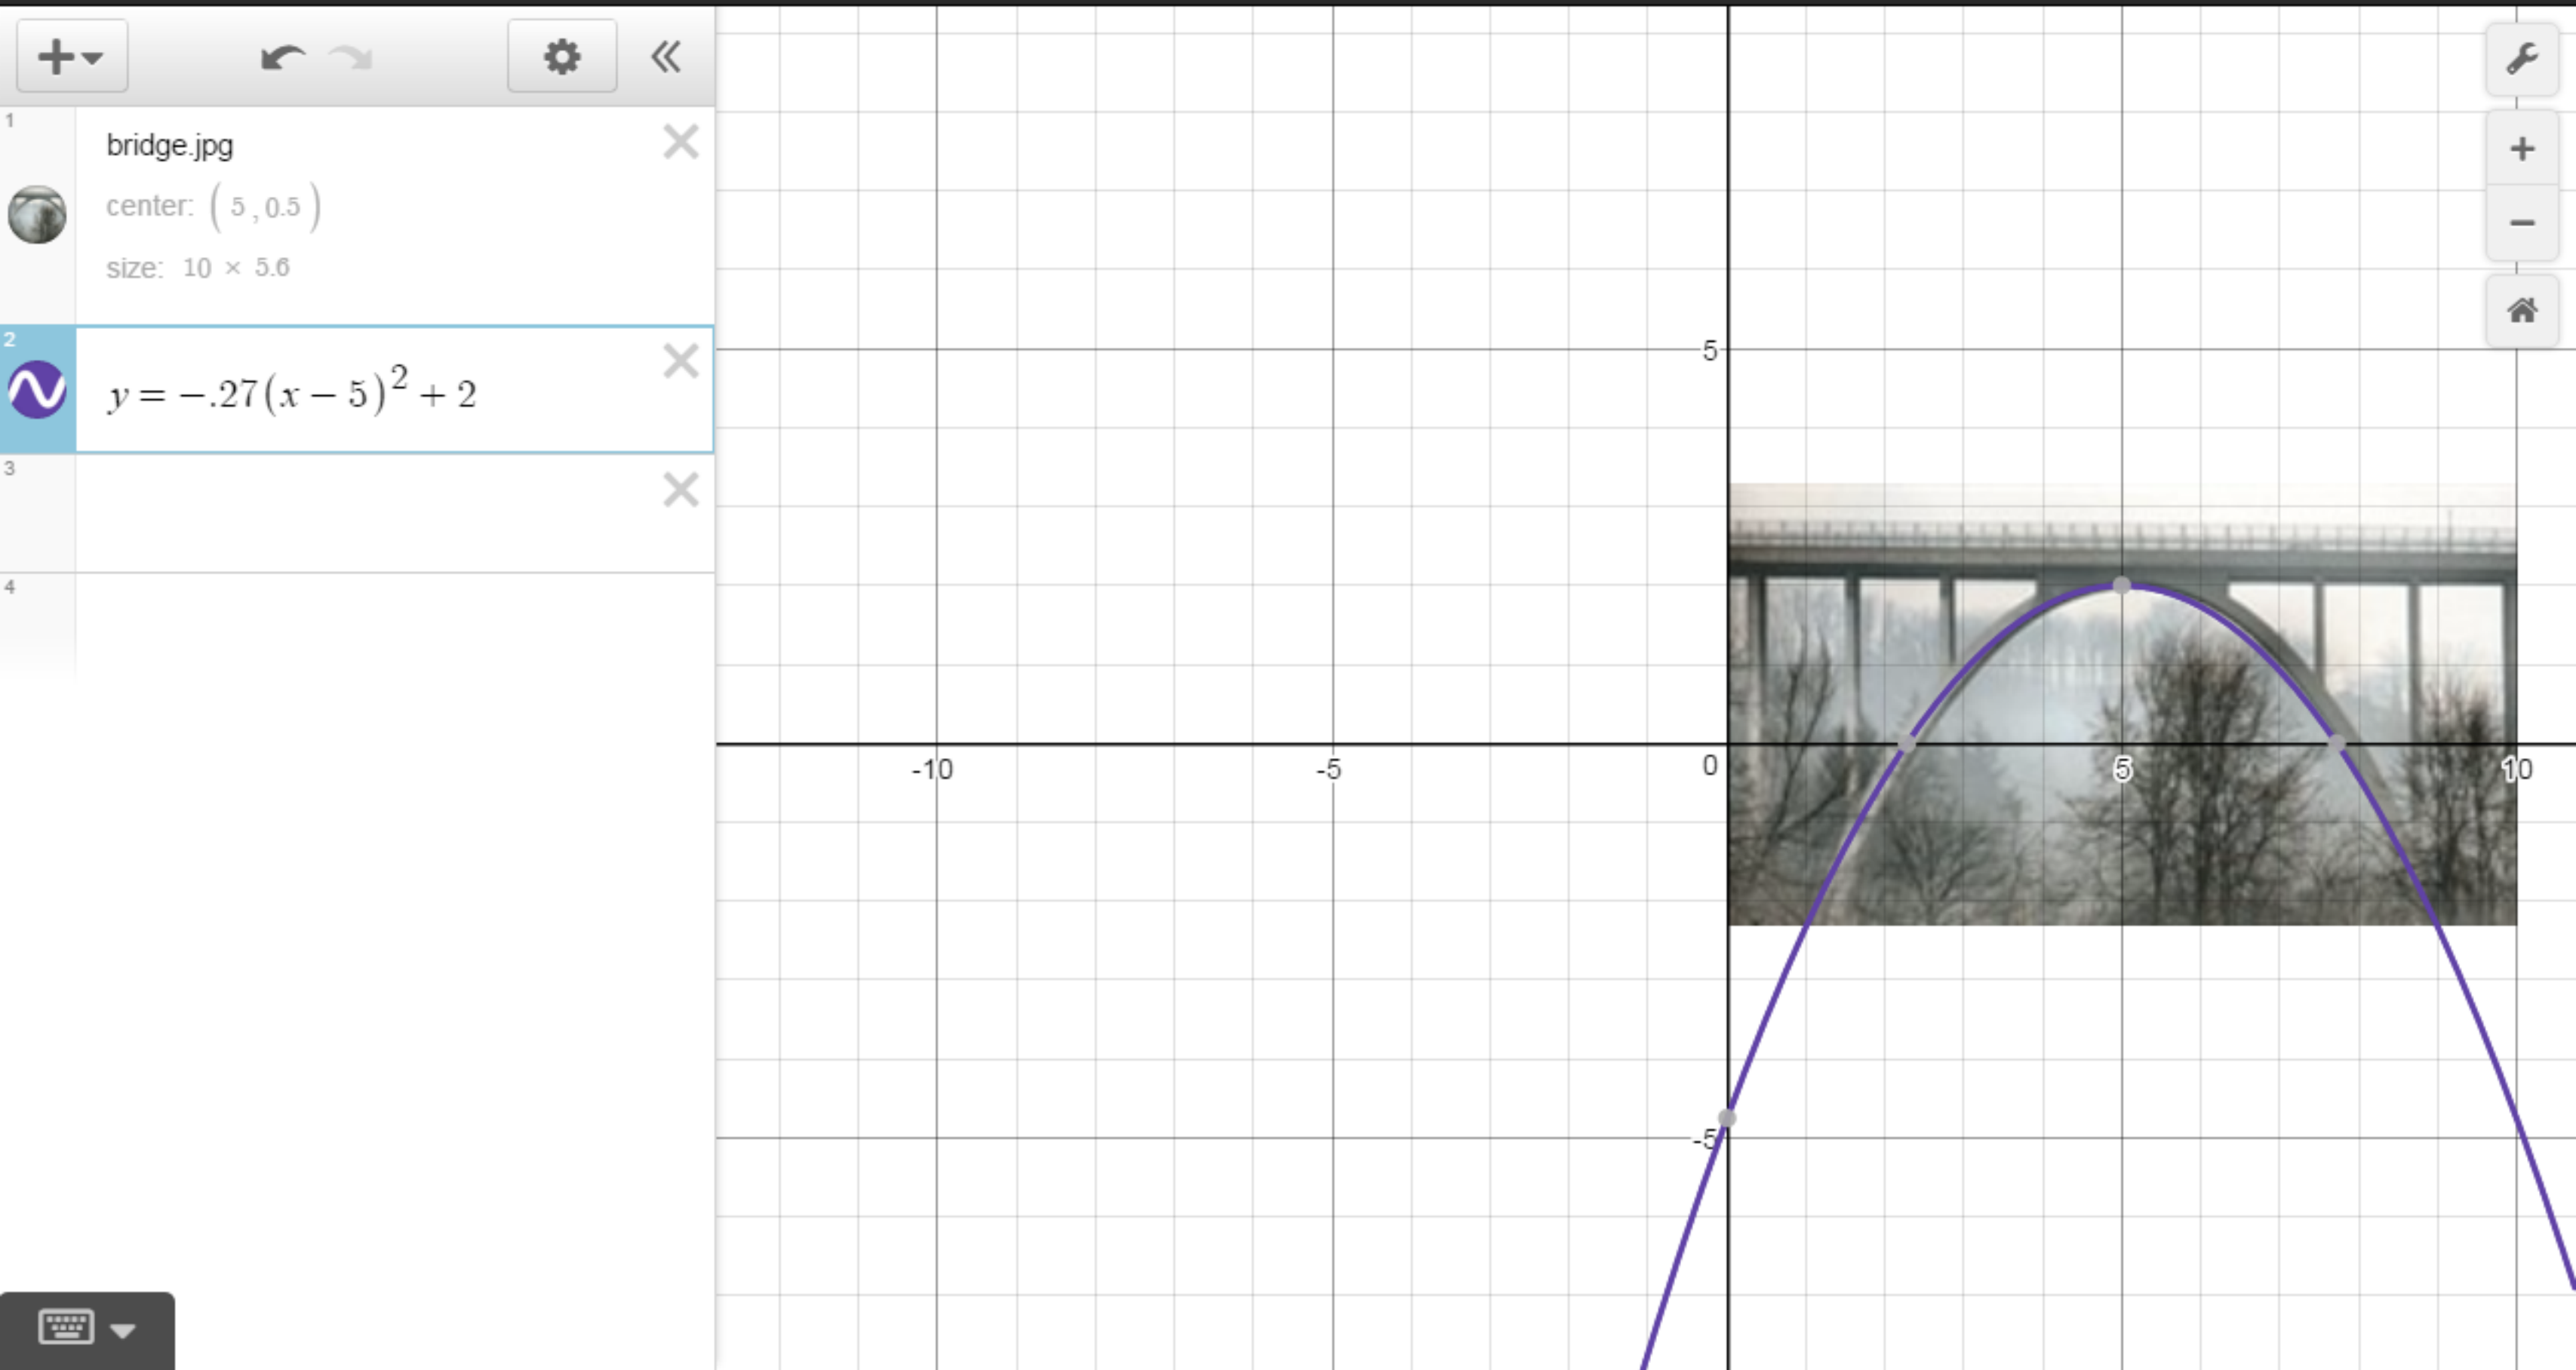 1
bridge.jpg
center: ( 5 , 0.5 )
size: 10 × 5.6
2
y = −.27(x − 5)² + 2
3
4
5
-10
-5
0
5
10
-5